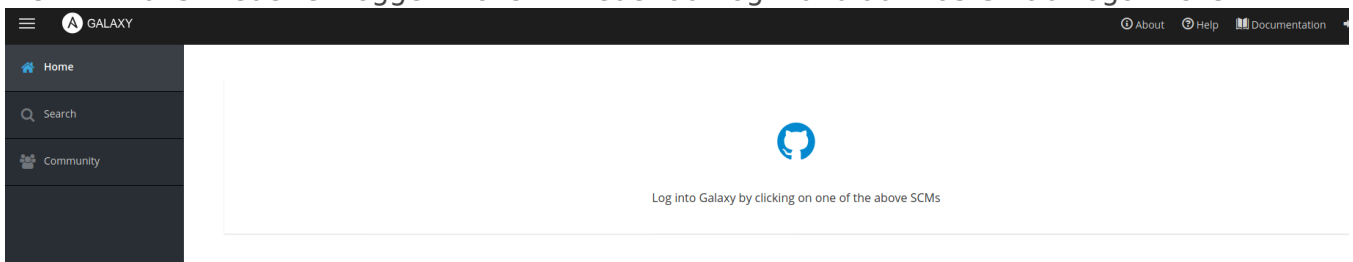 GALAXY
About Help Documentation
Home
Search
Community
Log into Galaxy by clicking on one of the above SCMs